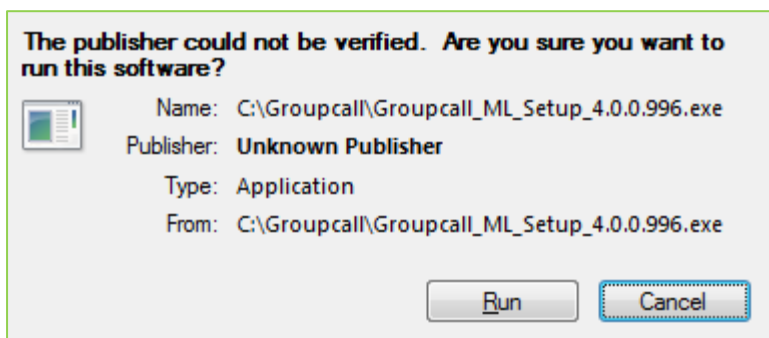 The publisher could not be verified.  Are you sure you want to
run this software?
Name: C:\Groupcall\Groupcall_ML_Setup_4.0.0.996.exe
Publisher: Unknown Publisher
Type: Application
From: C:\Groupcall\Groupcall_ML_Setup_4.0.0.996.exe
Run Cancel